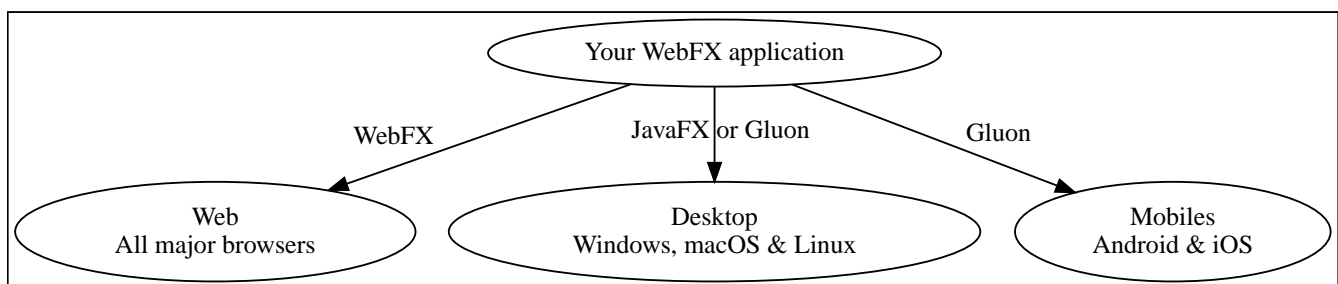 Your WebFX application
WebFX
JavaFX or Gluon
Gluon
Web
All major browsers
Desktop
Windows, macOS & Linux
Mobiles
Android & iOS